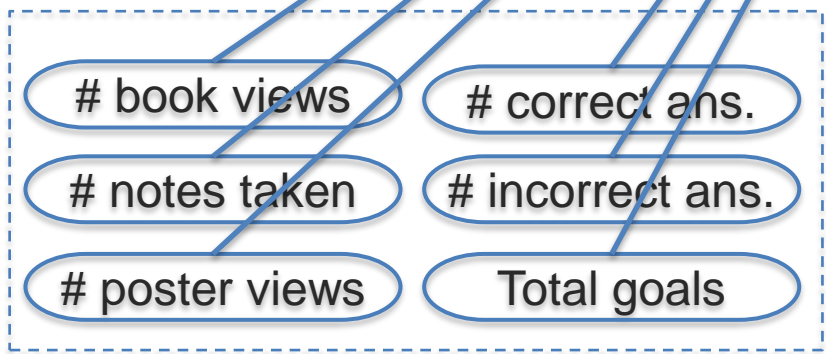 # book views
# correct ans.
# notes taken
# incorrect ans.
# poster views
Total goals